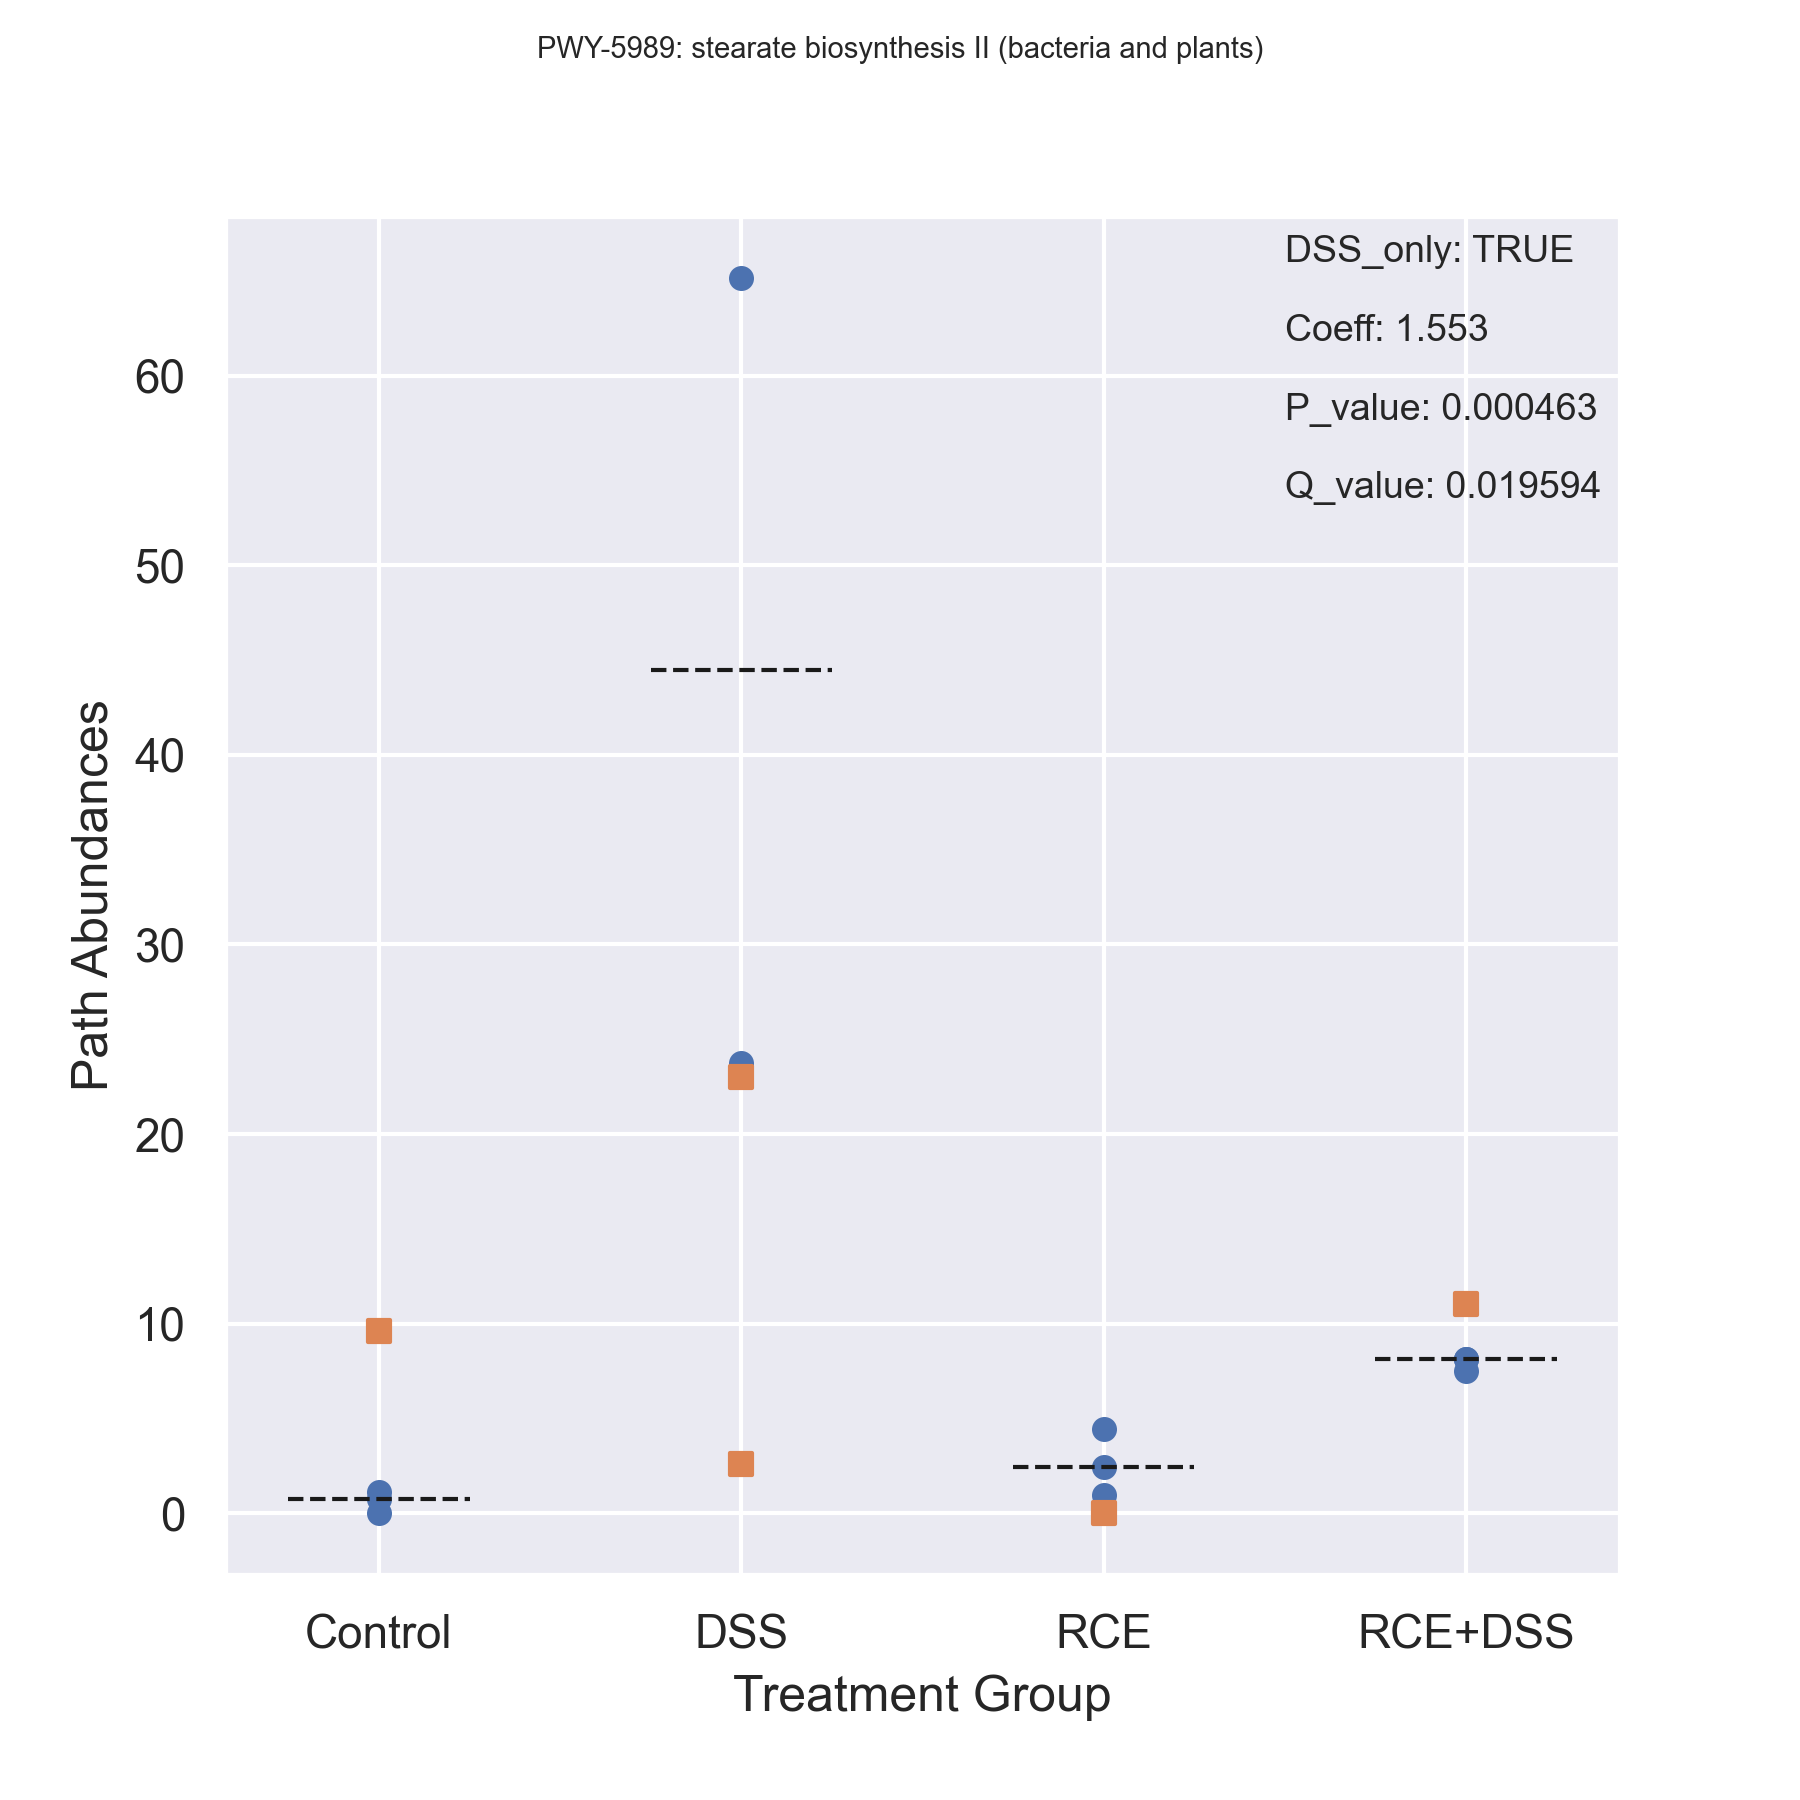 PWY-5989: stearate biosynthesis II (bacteria and plants)
DSS_only: TRUE
Coeff: 1.553
P_value: 0.000463
Q_value: 0.019594
60
50
40
30
20
10
0
Path Abundances
Control
DSS
RCE
RCE+DSS
Treatment Group